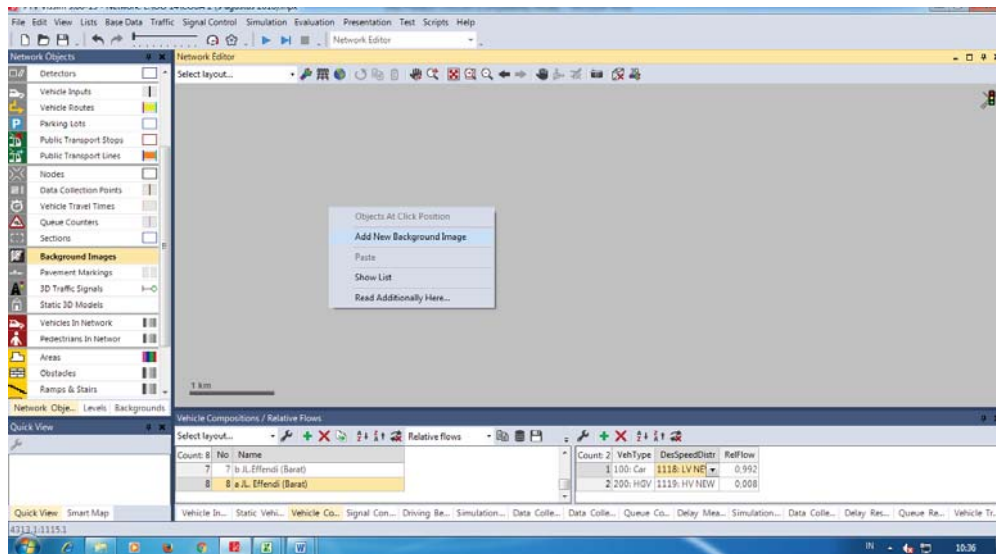 File Edit View Lists Base Data Traffic Signal Control Simulation Evaluation Presentation Test Scripts Help
Network Editor
Network Objects
Network Editor
Select layout...
Detectors
Vehicle Inputs
Vehicle Routes
Parking Lots
Public Transport Stops
Public Transport Lines
Nodes
Data Collection Points
Vehicle Travel Times
Queue Counters
Sections
Background Images
Pavement Markings
3D Traffic Signals
Static 3D Models
Vehicles In Network
Pedestrians In Networ
Areas
Obstacles
Ramps & Stairs
Objects At Click Position
Add New Background Image
Paste
Show List
Read Additionally Here...
1 km
Network Obje... Levels Backgrounds
Quick View
Quick View Smart Map
Vehicle Compositions / Relative Flows
Select layout... Relative flows
Count: 8 No Name
7 7 b JL.Effendi (Barat)
8 8 a JL. Effendi (Barat)
Count: 2 VehType DesSpeedDistr RelFlow
1 100: Car 1118: LV NE 0,992
2 200: HGV 1119: HV NEW 0,008
Vehicle In... Static Vehi... Vehicle Co... Signal Con... Driving Be... Simulation... Data Colle... Data Colle... Queue Co... Delay Mea... Simulation... Data Colle... Delay Res... Queue Re... Vehicle Tr...
4313.1:1115.1
IN 10:36